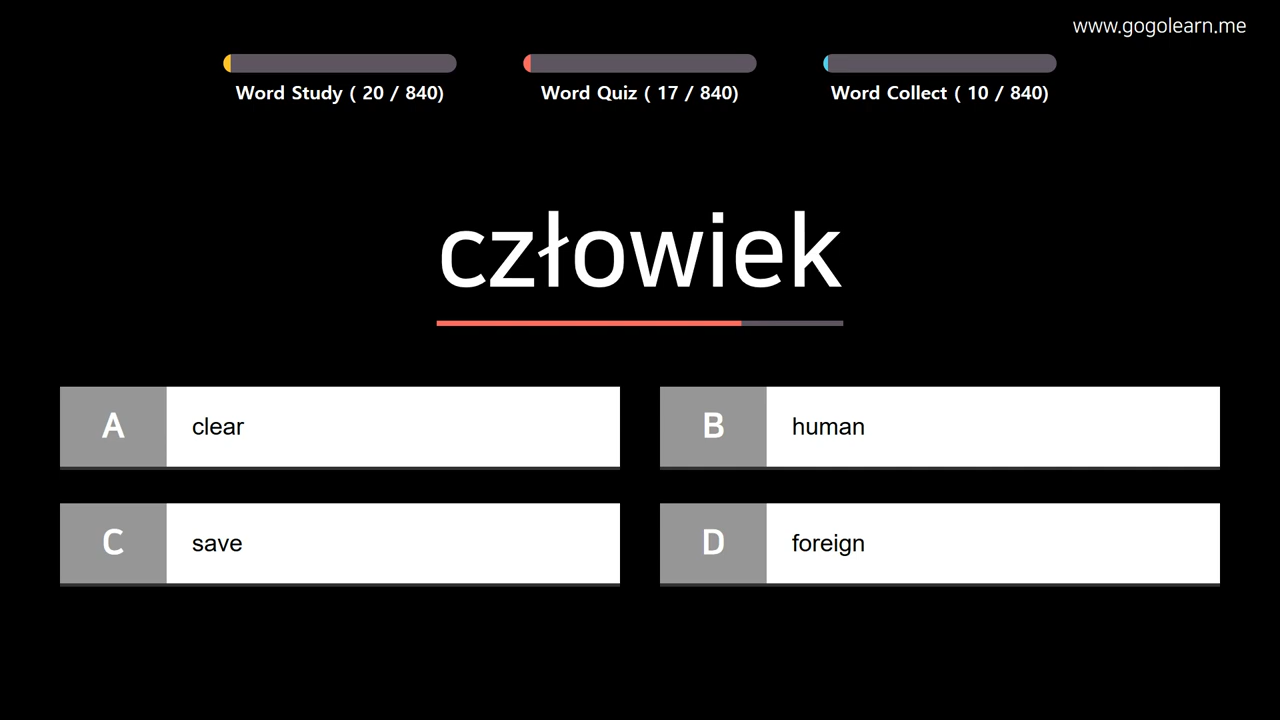 www.gogolearn.me
Word Study ( 20 / 840)
Word Quiz ( 17 / 840)
Word Collect ( 10 / 840)
człowiek
A clear
B human
C save
D foreign